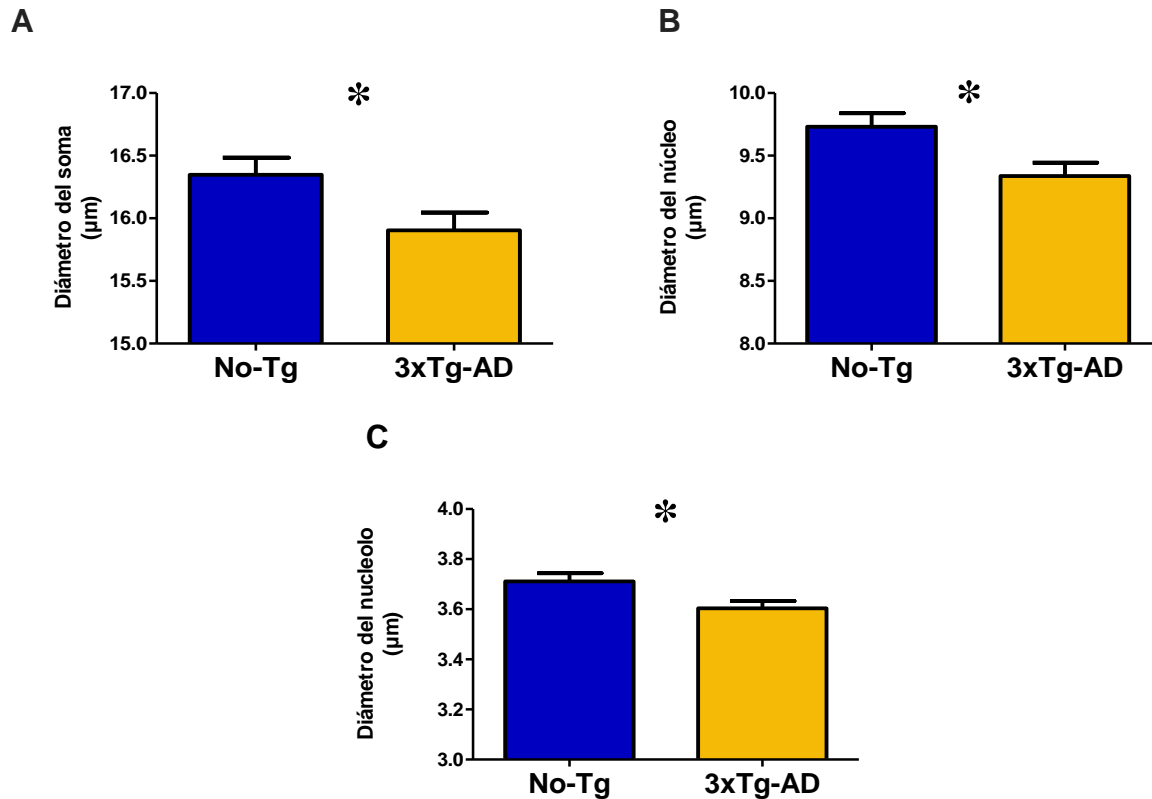 A
Diámetro del soma
(µm)
17.0
16.5
16.0
15.5
15.0
*
No-Tg
3xTg-AD
B
Diámetro del núcleo
(µm)
10.0
9.5
9.0
8.5
8.0
*
No-Tg
3xTg-AD
C
Diámetro del nucleolo
(µm)
4.0
3.8
3.6
3.4
3.2
3.0
*
No-Tg
3xTg-AD